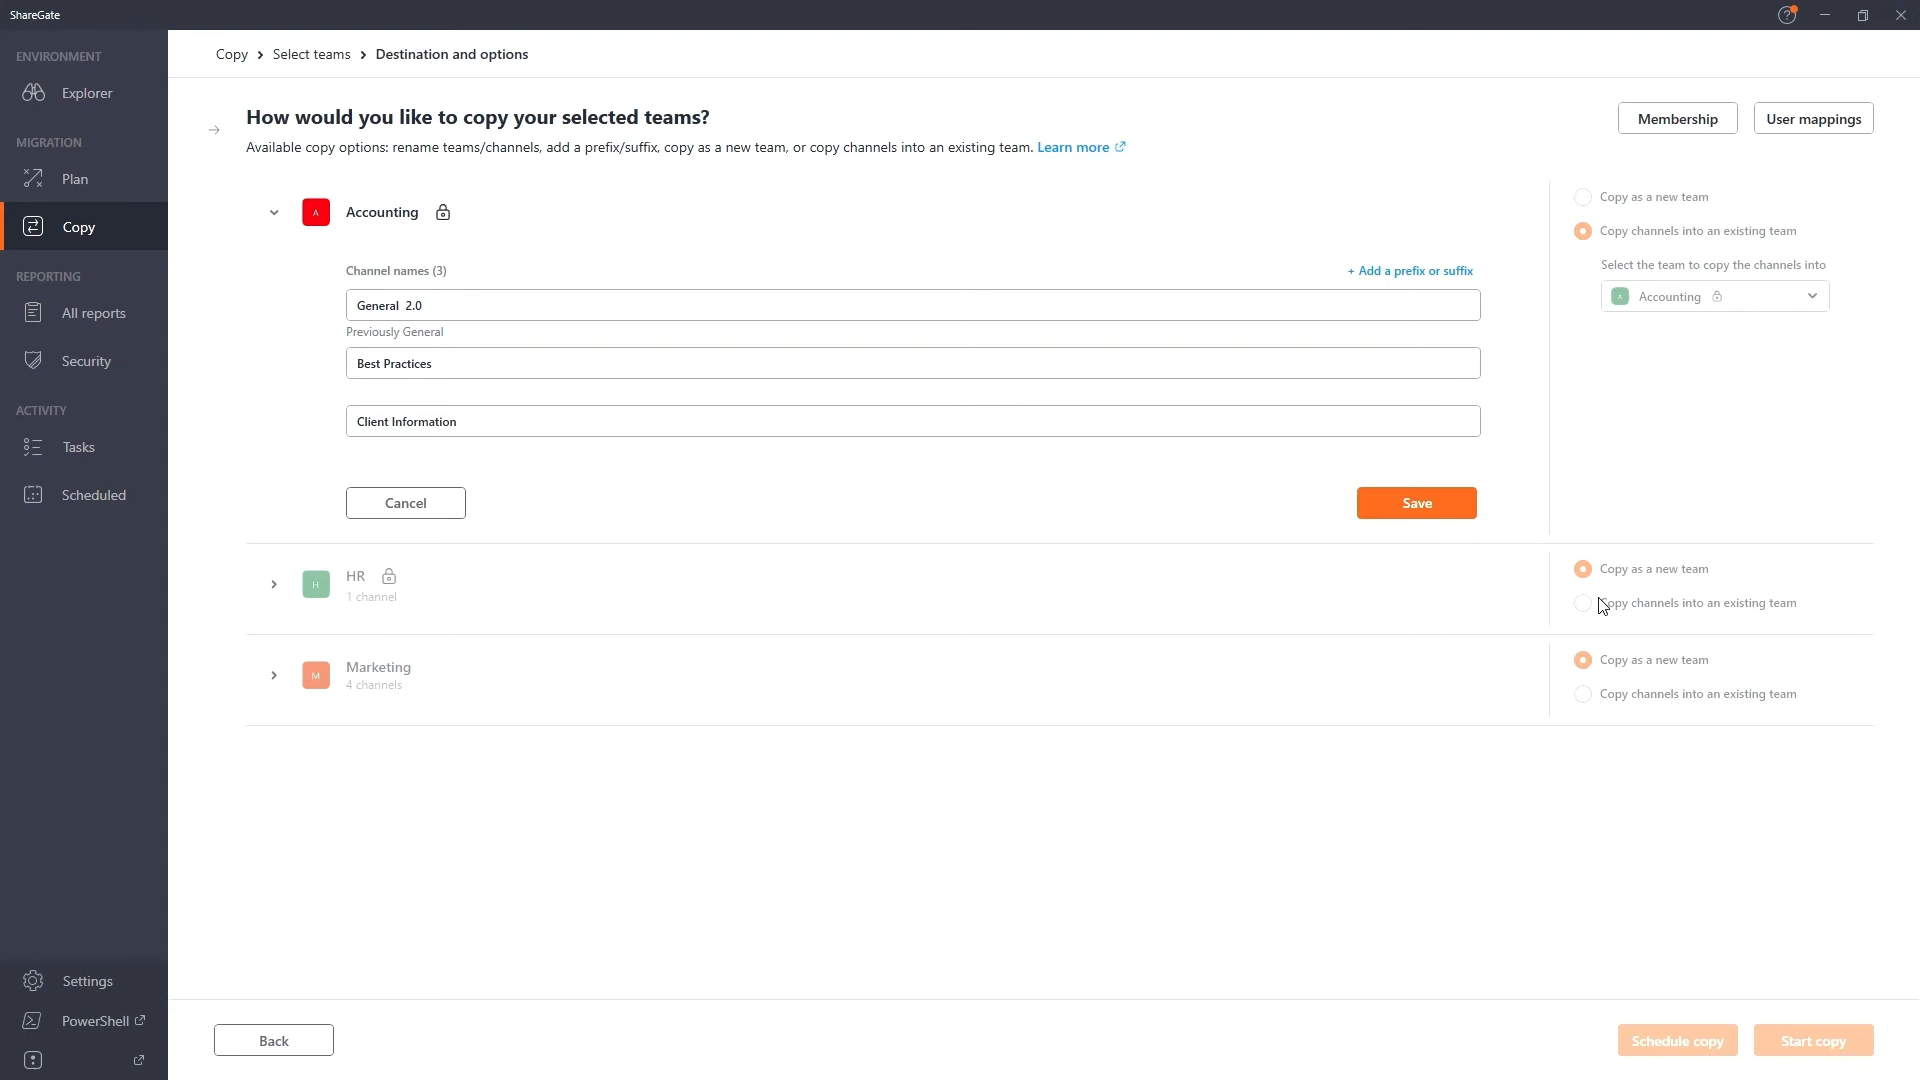 ShareGate
ENVIRONMENT
Explorer
MIGRATION
Plan
Copy
REPORTING
All reports
Security
ACTIVITY
Tasks
Scheduled
Settings
PowerShell
Copy > Select teams > Destination and options
How would you like to copy your selected teams?
Available copy options: rename teams/channels, add a prefix/suffix, copy as a new team, or copy channels into an existing team. Learn more
Membership
User mappings
A Accounting
Channel names (3)
+ Add a prefix or suffix
General 2.0
Previously General
Best Practices
Client Information
Cancel
Save
Copy as a new team
Copy channels into an existing team
Select the team to copy the channels into
A Accounting
H HR
1 channel
Copy as a new team
Copy channels into an existing team
M Marketing
4 channels
Copy as a new team
Copy channels into an existing team
Back
Schedule copy
Start copy